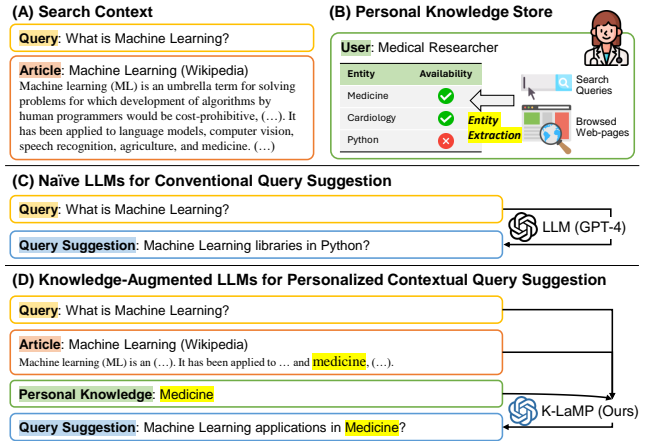 (A) Search Context
Query: What is Machine Learning?
Article: Machine Learning (Wikipedia)
Machine learning (ML) is an umbrella term for solving
problems for which development of algorithms by
human programmers would be cost-prohibitive, (…). It
has been applied to language models, computer vision,
speech recognition, agriculture, and medicine. (…)
(B) Personal Knowledge Store
User: Medical Researcher
Entity Availability
Medicine
Cardiology
Python
Entity
Extraction
Search
Queries
Browsed
Web-pages
(C) Naïve LLMs for Conventional Query Suggestion
Query: What is Machine Learning?
LLM (GPT-4)
Query Suggestion: Machine Learning libraries in Python?
(D) Knowledge-Augmented LLMs for Personalized Contextual Query Suggestion
Query: What is Machine Learning?
Article: Machine Learning (Wikipedia)
Machine learning (ML) is an (…). It has been applied to … and medicine, (…).
Personal Knowledge: Medicine
K-LaMP (Ours)
Query Suggestion: Machine Learning applications in Medicine?